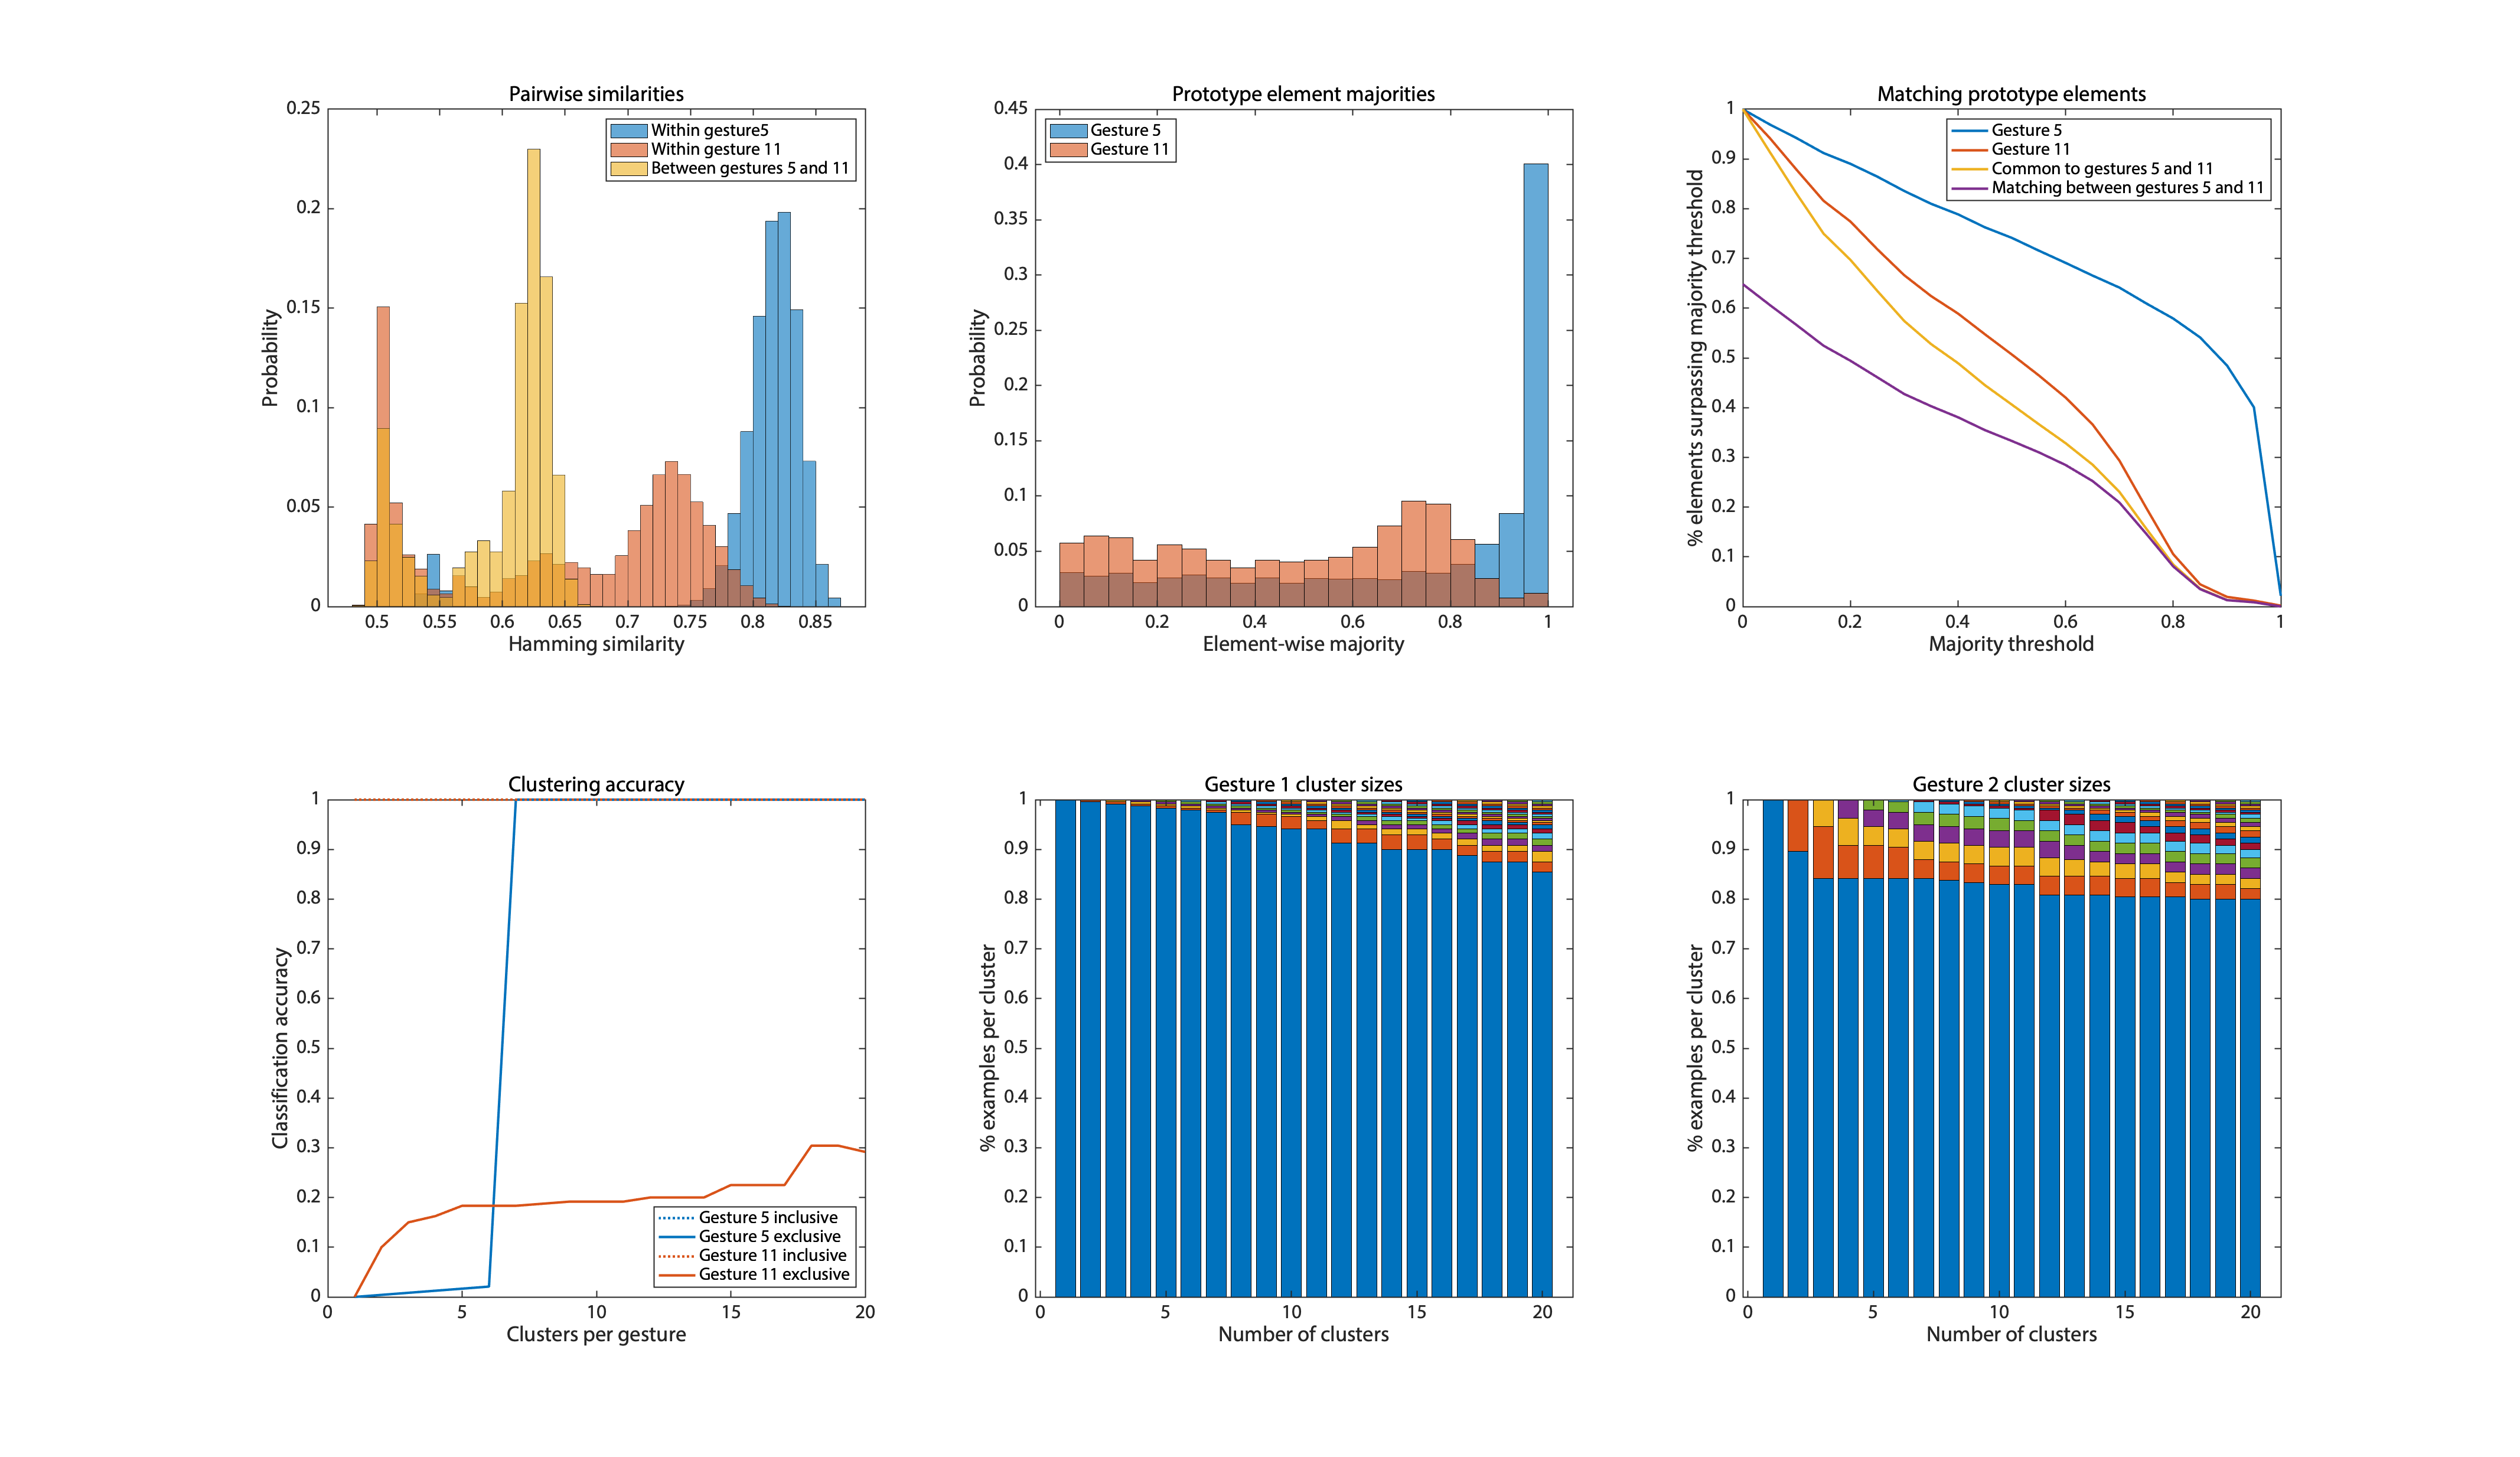 Pairwise similarities
0.25
0.2
0.15
0.1
0.05
0
Probability
Within gesture5
Within gesture 11
Between gestures 5 and 11
0.5 0.55 0.6 0.65 0.7 0.75 0.8 0.85
Hamming similarity
Prototype element majorities
0.45
0.4
0.35
0.3
0.25
0.2
0.15
0.1
0.05
0
Probability
Gesture 5
Gesture 11
0 0.2 0.4 0.6 0.8 1
Element-wise majority
Matching prototype elements
1
0.9
0.8
0.7
0.6
0.5
0.4
0.3
0.2
0.1
0
% elements surpassing majority threshold
Gesture 5
Gesture 11
Common to gestures 5 and 11
Matching between gestures 5 and 11
0 0.2 0.4 0.6 0.8 1
Majority threshold
Clustering accuracy
1
0.9
0.8
0.7
0.6
0.5
0.4
0.3
0.2
0.1
0
Classification accuracy
Gesture 5 inclusive
Gesture 5 exclusive
Gesture 11 inclusive
Gesture 11 exclusive
0 5 10 15 20
Clusters per gesture
Gesture 1 cluster sizes
1
0.9
0.8
0.7
0.6
0.5
0.4
0.3
0.2
0.1
0
% examples per cluster
0 5 10 15 20
Number of clusters
Gesture 2 cluster sizes
1
0.9
0.8
0.7
0.6
0.5
0.4
0.3
0.2
0.1
0
% examples per cluster
0 5 10 15 20
Number of clusters